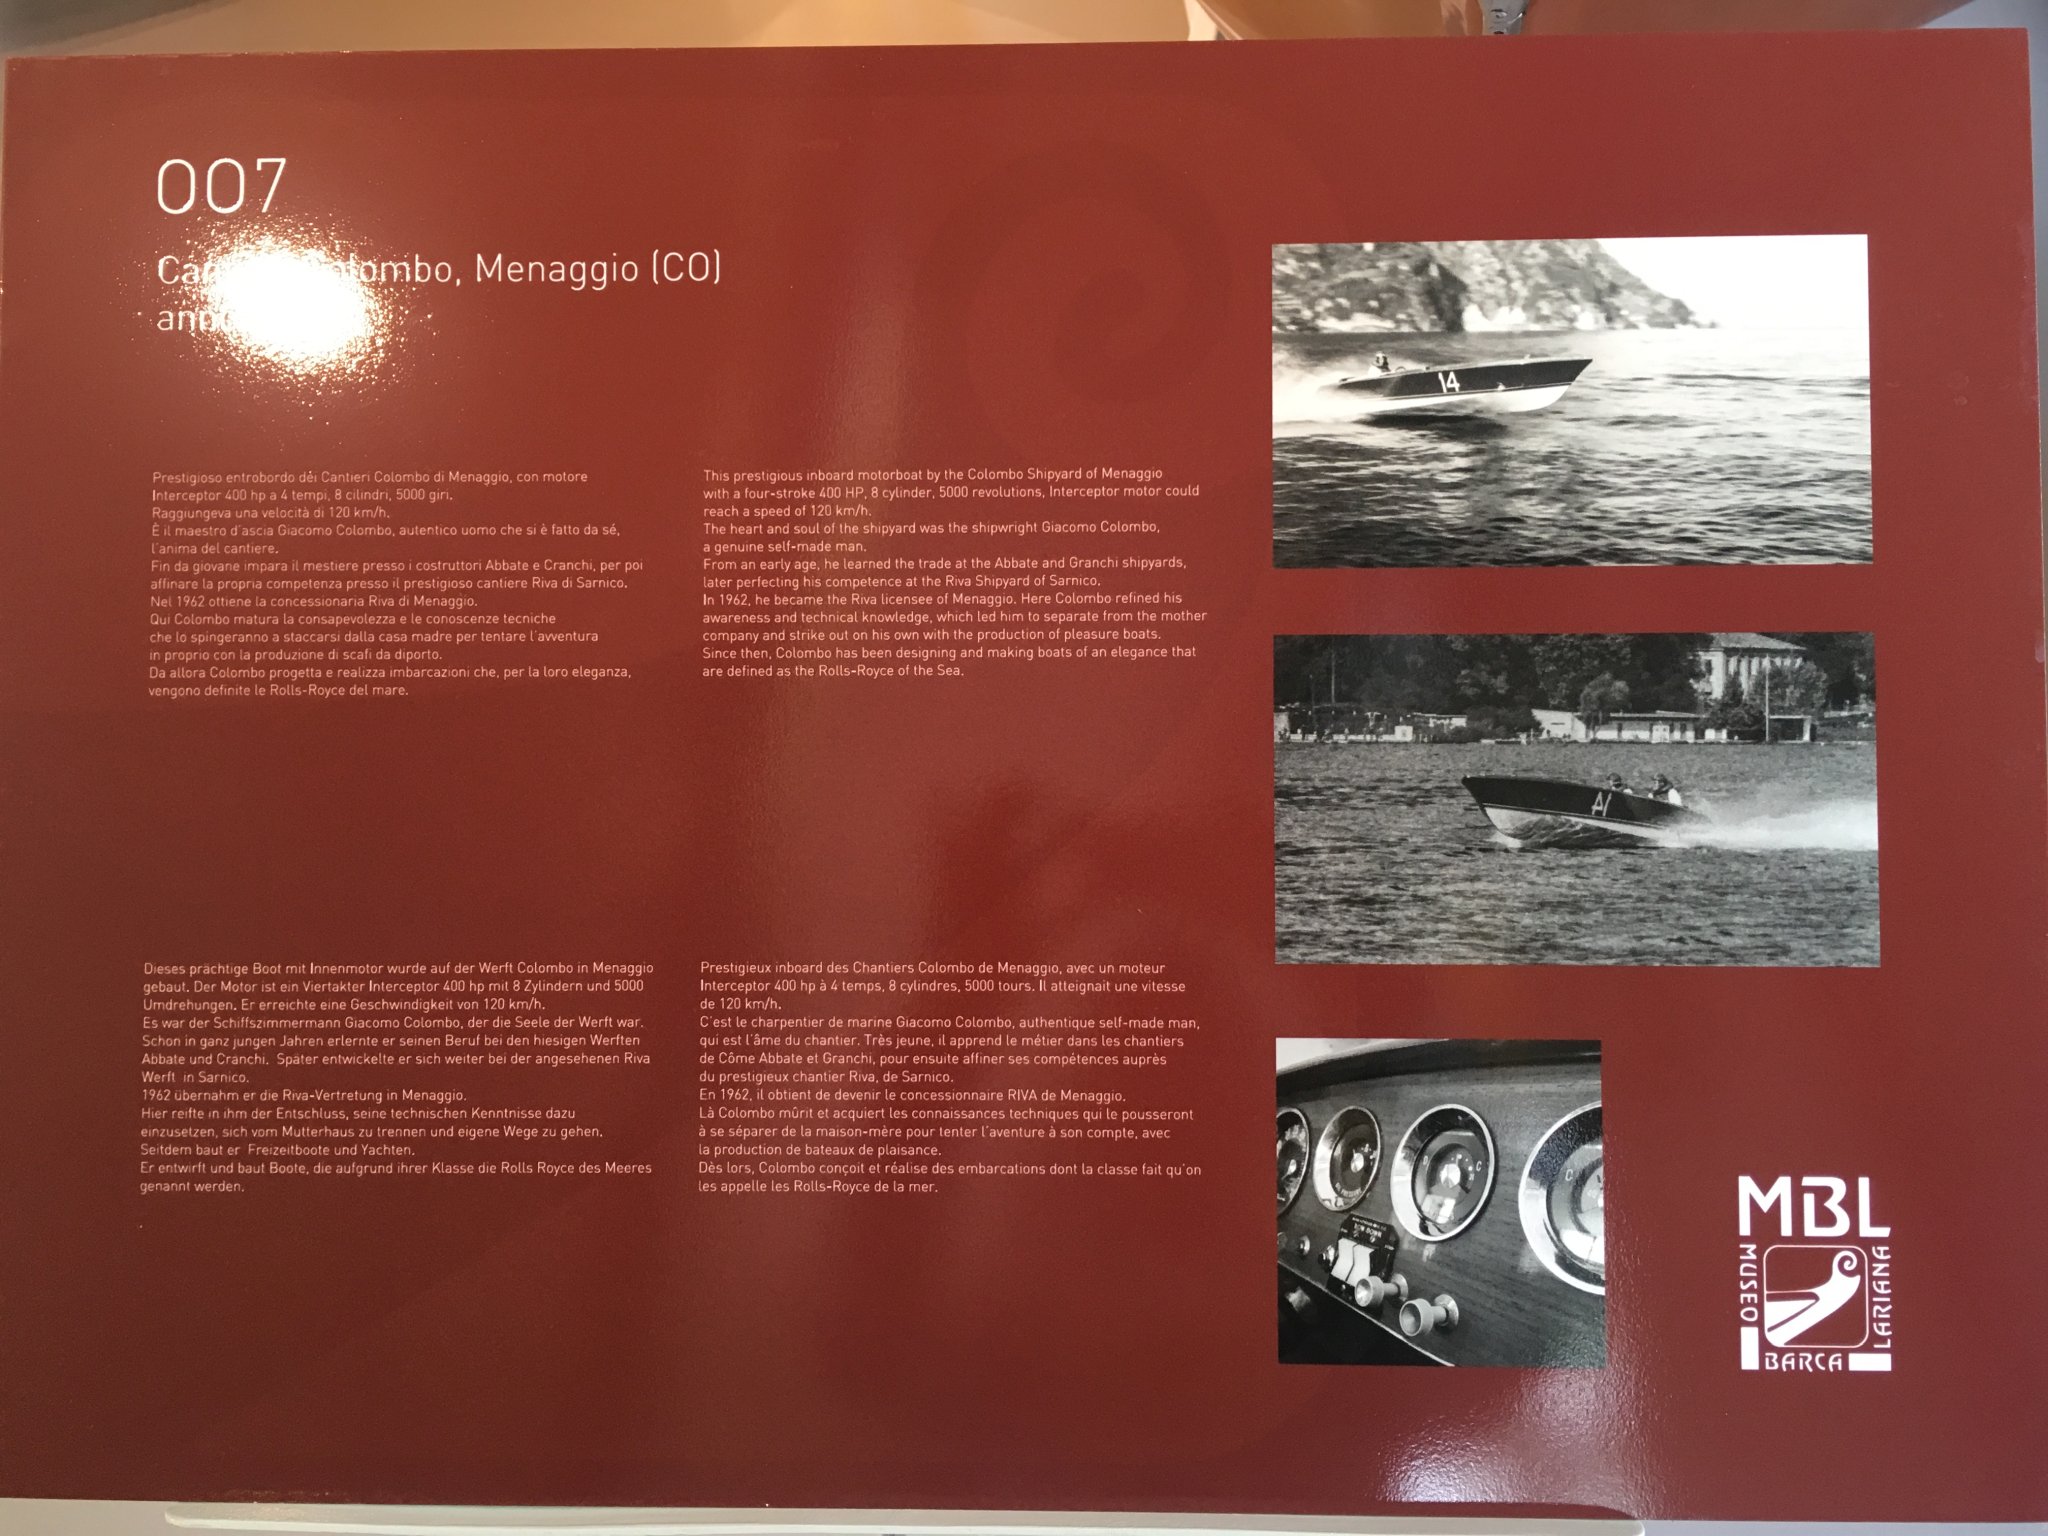 007
Colombo, Menaggio (CO)
Prestigioso entrobordo dei Cantieri Colombo di Menaggio, con motore
Interceptor 400 hp a 4 tempi, 8 cilindri, 5000 giri.
Raggiungeva una velocità di 120 km/h.
È il maestro d'ascia Giacomo Colombo, autentico uomo che si è fatto da sé,
l'anima del cantiere.
Fin da giovane impara il mestiere presso i costruttori Abbate e Cranchi, per poi
affinare la propria competenza presso il prestigioso cantiere Riva di Sarnico.
Nel 1962 ottiene la concessionaria Riva di Menaggio.
Qui Colombo matura la consapevolezza e le conoscenze tecniche
che lo spingeranno a staccarsi dalla casa madre per tentare l'avventura
in proprio con la produzione di scafi da diporto.
Da allora Colombo progetta e realizza imbarcazioni che, per la loro eleganza,
vengono definite le Rolls-Royce del mare.
This prestigious inboard motorboat by the Colombo Shipyard of Menaggio
with a four-stroke 400 HP, 8 cylinder, 5000 revolutions, Interceptor motor could
reach a speed of 120 km/h.
The heart and soul of the shipyard was the shipwright Giacomo Colombo,
a genuine self-made man.
From an early age, he learned the trade at the Abbate and Granchi shipyards,
later perfecting his competence at the Riva Shipyard of Sarnico.
In 1962, he became the Riva licensee of Menaggio. Here Colombo refined his
awareness and technical knowledge, which led him to separate from the mother
company and strike out on his own with the production of pleasure boats.
Since then, Colombo has been designing and making boats of an elegance that
are defined as the Rolls-Royce of the Sea.
Dieses prächtige Boot mit Innenmotor wurde auf der Werft Colombo in Menaggio
gebaut. Der Motor ist ein Viertakter Interceptor 400 hp mit 8 Zylindern und 5000
Umdrehungen. Er erreichte eine Geschwindigkeit von 120 km/h.
Es war der Schiffszimmermann Giacomo Colombo, der die Seele der Werft war.
Schon in ganz jungen Jahren erlernte er seinen Beruf bei den hiesigen Werften
Abbate und Cranchi. Später entwickelte er sich weiter bei der angesehenen Riva
Werft in Sarnico.
1962 übernahm er die Riva-Vertretung in Menaggio.
Hier reifte in ihm der Entschluss, seine technischen Kenntnisse dazu
einzusetzen, sich vom Mutterhaus zu trennen und eigene Wege zu gehen.
Seitdem baut er Freizeitboote und Yachten.
Er entwirft und baut Boote, die aufgrund ihrer Klasse die Rolls Royce des Meeres
genannt werden.
Prestigieux inboard des Chantiers Colombo de Menaggio, avec un moteur
Interceptor 400 hp à 4 temps, 8 cylindres, 5000 tours. Il atteignait une vitesse
de 120 km/h.
C'est le charpentier de marine Giacomo Colombo, authentique self-made man,
qui est l'âme du chantier. Très jeune, il apprend le métier dans les chantiers
de Côme Abbate et Granchi, pour ensuite affiner ses compétences auprès
du prestigieux chantier Riva, de Sarnico.
En 1962, il obtient de devenir le concessionnaire RIVA de Menaggio.
Là Colombo mûrit et acquiert les connaissances techniques qui le pousseront
à se séparer de la maison-mère pour tenter l'aventure à son compte, avec
la production de bateaux de plaisance.
Dès lors, Colombo conçoit et réalise des embarcations dont la classe fait qu'on
les appelle les Rolls-Royce de la mer.
14
A1
MBL
MUSEO
BARCA
LARIANA